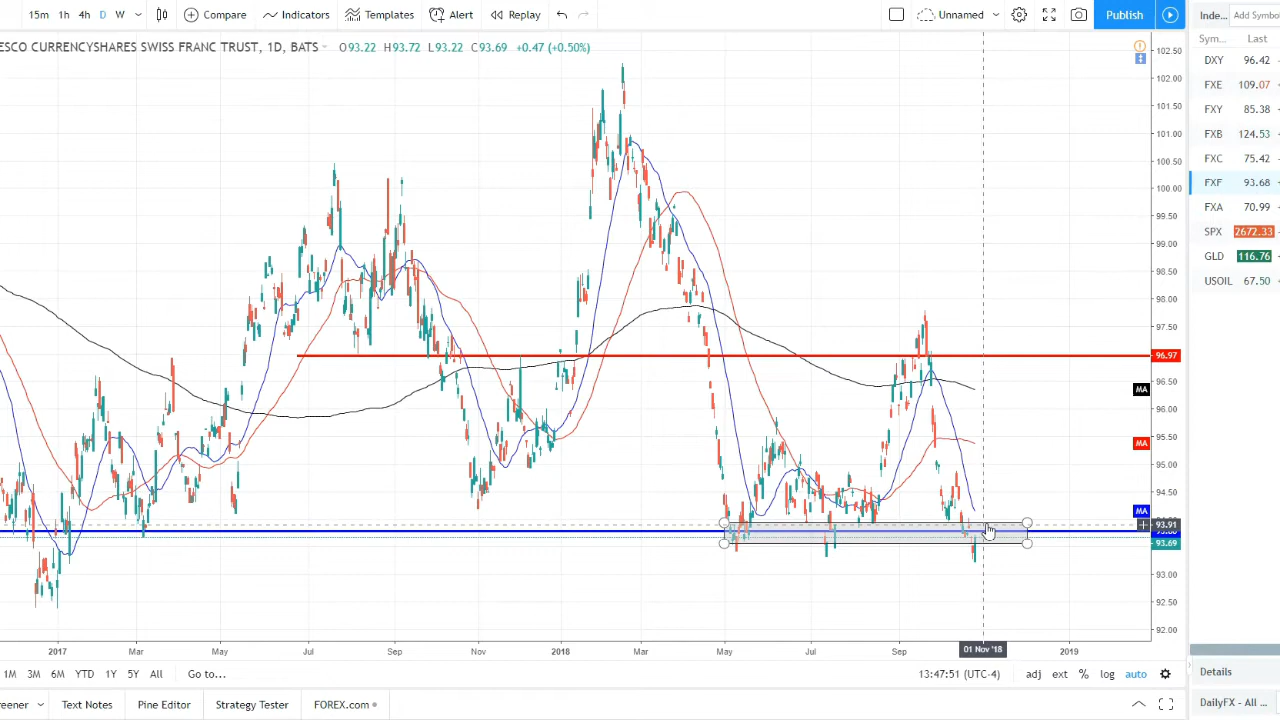 15m 1h 4h D W Compare Indicators Templates Alert Replay Unnamed Publish Inde... Add Symbo
ESCO CURRENCYSHARES SWISS FRANC TRUST, 1D, BATS O93.22 H93.72 L93.22 C93.69 +0.47 (+0.50%)
Sym... Last
DXY 96.42
FXE 109.07
FXY 85.38
FXB 124.53
FXC 75.42
FXF 93.68
FXA 70.99
SPX 2672.33
GLD 116.76
USOIL 67.50
102.50
102.00
101.50
101.00
100.50
100.00
99.50
99.00
98.50
98.00
97.50
96.97
96.50
MA
96.00
95.50
MA
95.00
94.50
MA
93.91
93.69
93.00
92.50
92.00
2017 Mar May Jul Sep Nov 2018 Mar May Jul Sep 01 Nov '18 2019
1M 3M 6M YTD 1Y 5Y All Go to... 13:47:51 (UTC-4) adj ext % log auto
Details
eener Text Notes Pine Editor Strategy Tester FOREX.com
DailyFX - All ...